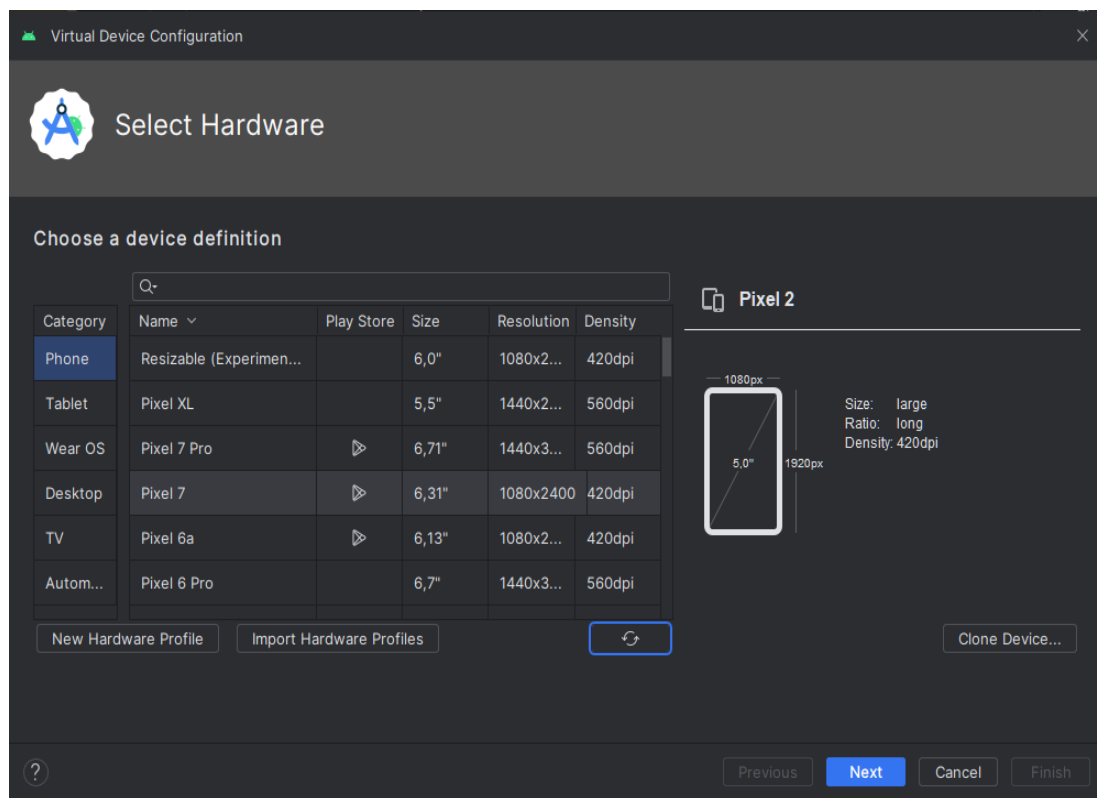 Virtual Device Configuration
Select Hardware
Choose a device definition
Category Name Play Store Size Resolution Density
Phone Resizable (Experimen... 6,0" 1080x2... 420dpi
Tablet Pixel XL 5,5" 1440x2... 560dpi
Wear OS Pixel 7 Pro 6,71" 1440x3... 560dpi
Desktop Pixel 7 6,31" 1080x2400 420dpi
TV Pixel 6a 6,13" 1080x2... 420dpi
Autom... Pixel 6 Pro 6,7" 1440x3... 560dpi
New Hardware Profile Import Hardware Profiles
Pixel 2
1080px
5,0" 1920px
Size: large
Ratio: long
Density: 420dpi
Clone Device...
? Previous Next Cancel Finish